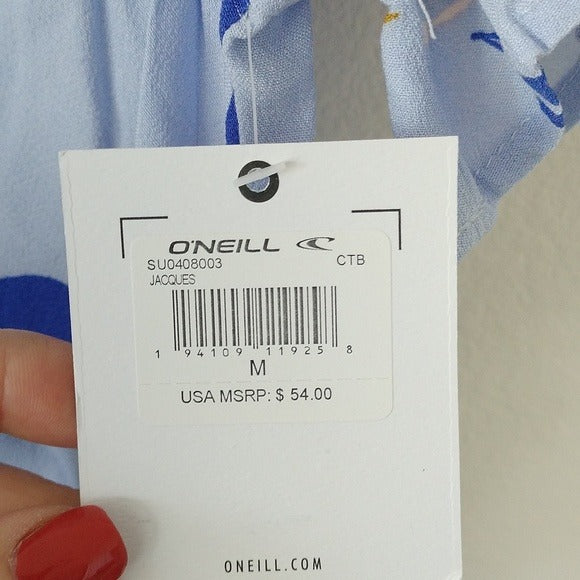 O'NEILL
SU0408003 CTB
JACQUES
1 94109 11925 8
M
USA MSRP: $ 54.00
ONEILL.COM